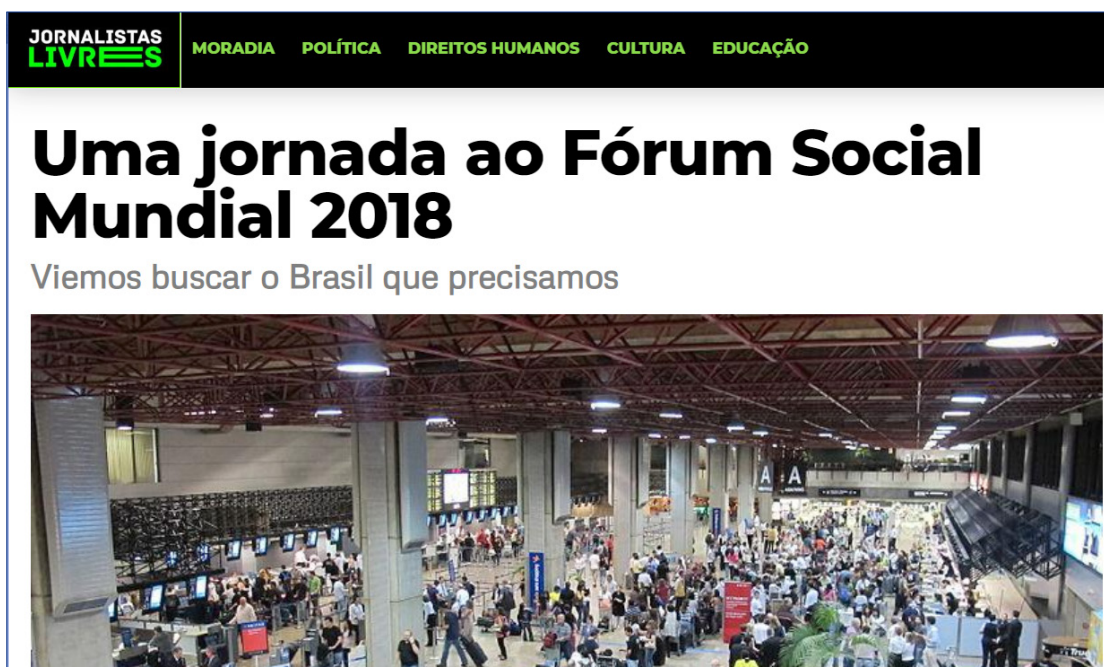 JORNALISTAS
LIVRES
MORADIA POLÍTICA DIREITOS HUMANOS CULTURA EDUCAÇÃO
Uma jornada ao Fórum Social
Mundial 2018
Viemos buscar o Brasil que precisamos
A A